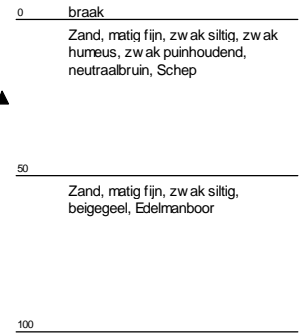 0 braak
Zand, matig fijn, zwak siltig, zwak
humeus, zwak puinhoudend,
neutraalbruin, Schep
50
Zand, matig fijn, zwak siltig,
beigegeel, Edelmanboor
100